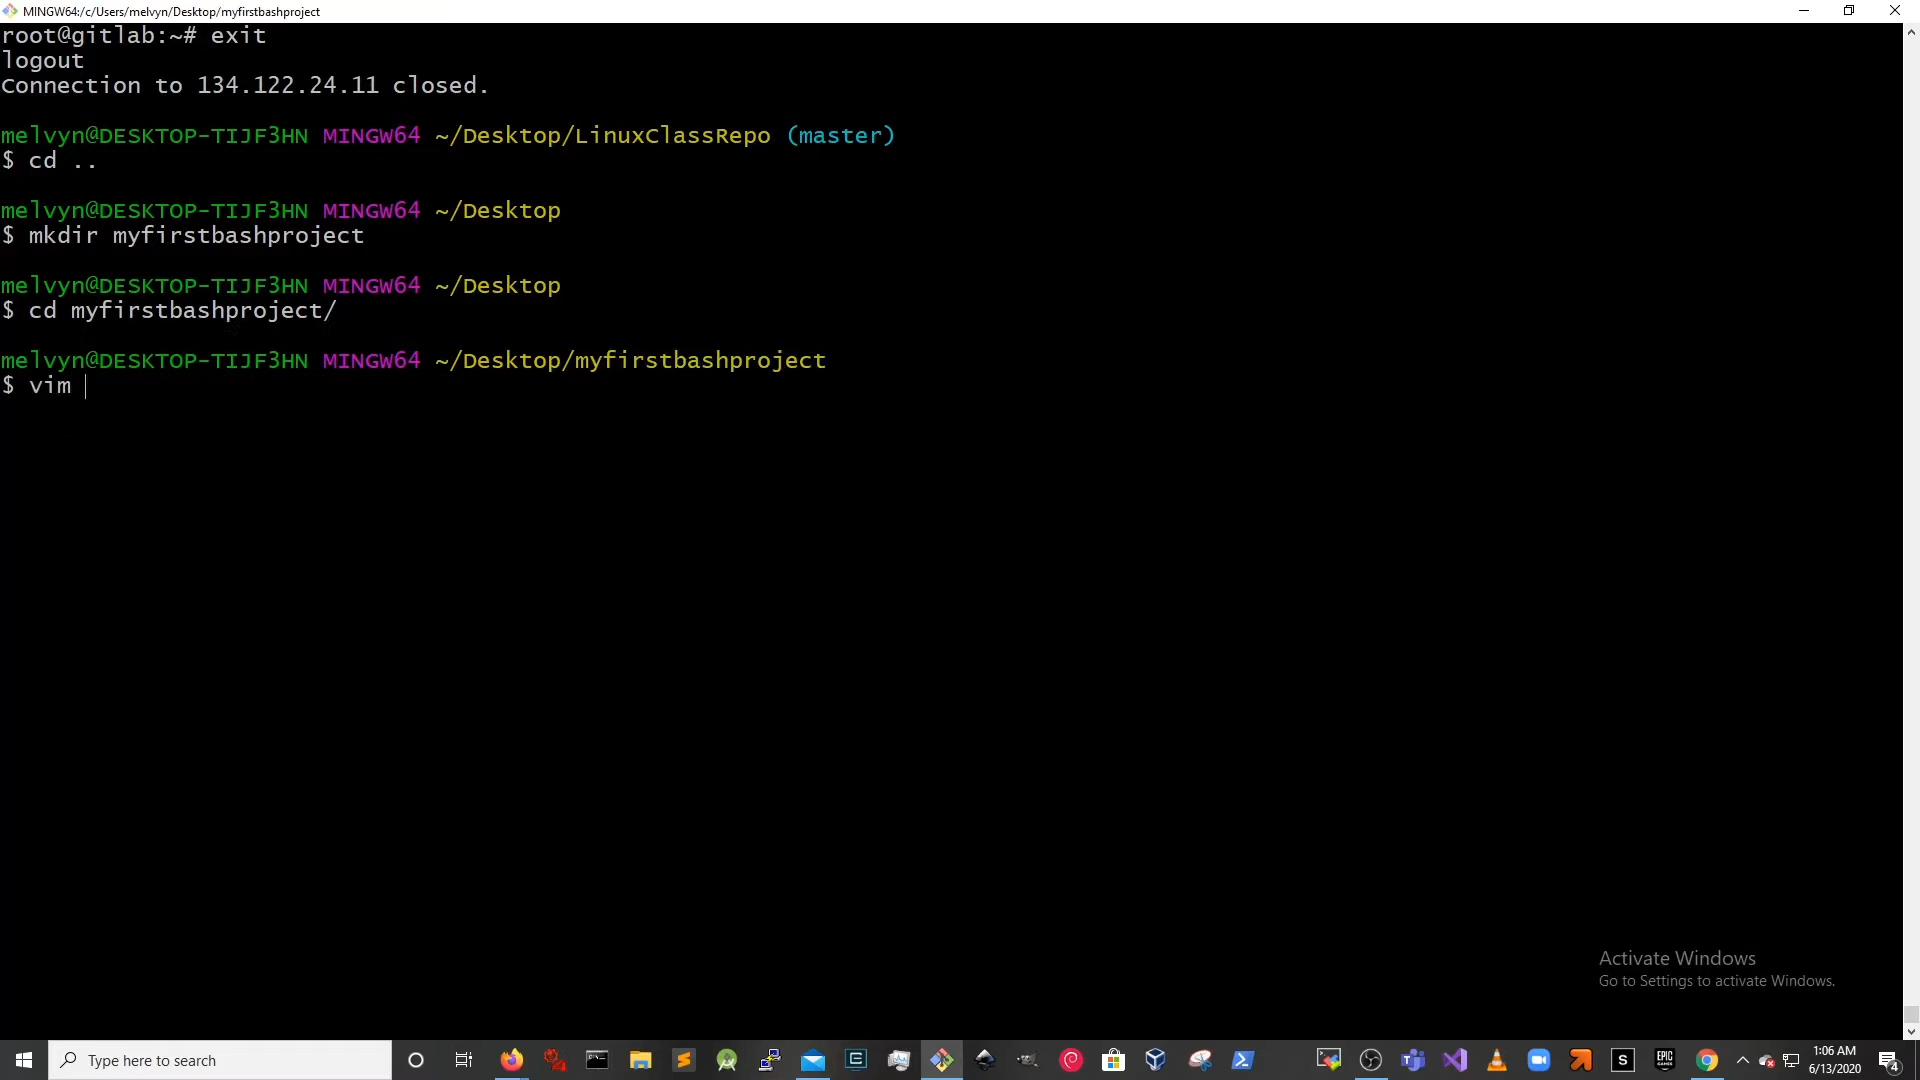 MINGW64:/c/Users/melvyn/Desktop/myfirstbashproject
root@gitlab:~# exit
logout
Connection to 134.122.24.11 closed.
melvyn@DESKTOP-TIJF3HN MINGW64 ~/Desktop/LinuxClassRepo (master)
$ cd ..
melvyn@DESKTOP-TIJF3HN MINGW64 ~/Desktop
$ mkdir myfirstbashproject
melvyn@DESKTOP-TIJF3HN MINGW64 ~/Desktop
$ cd myfirstbashproject/
melvyn@DESKTOP-TIJF3HN MINGW64 ~/Desktop/myfirstbashproject
$ vim
Activate Windows
Go to Settings to activate Windows.
Type here to search
S
EPIC GAMES
1:06 AM
6/13/2020
4